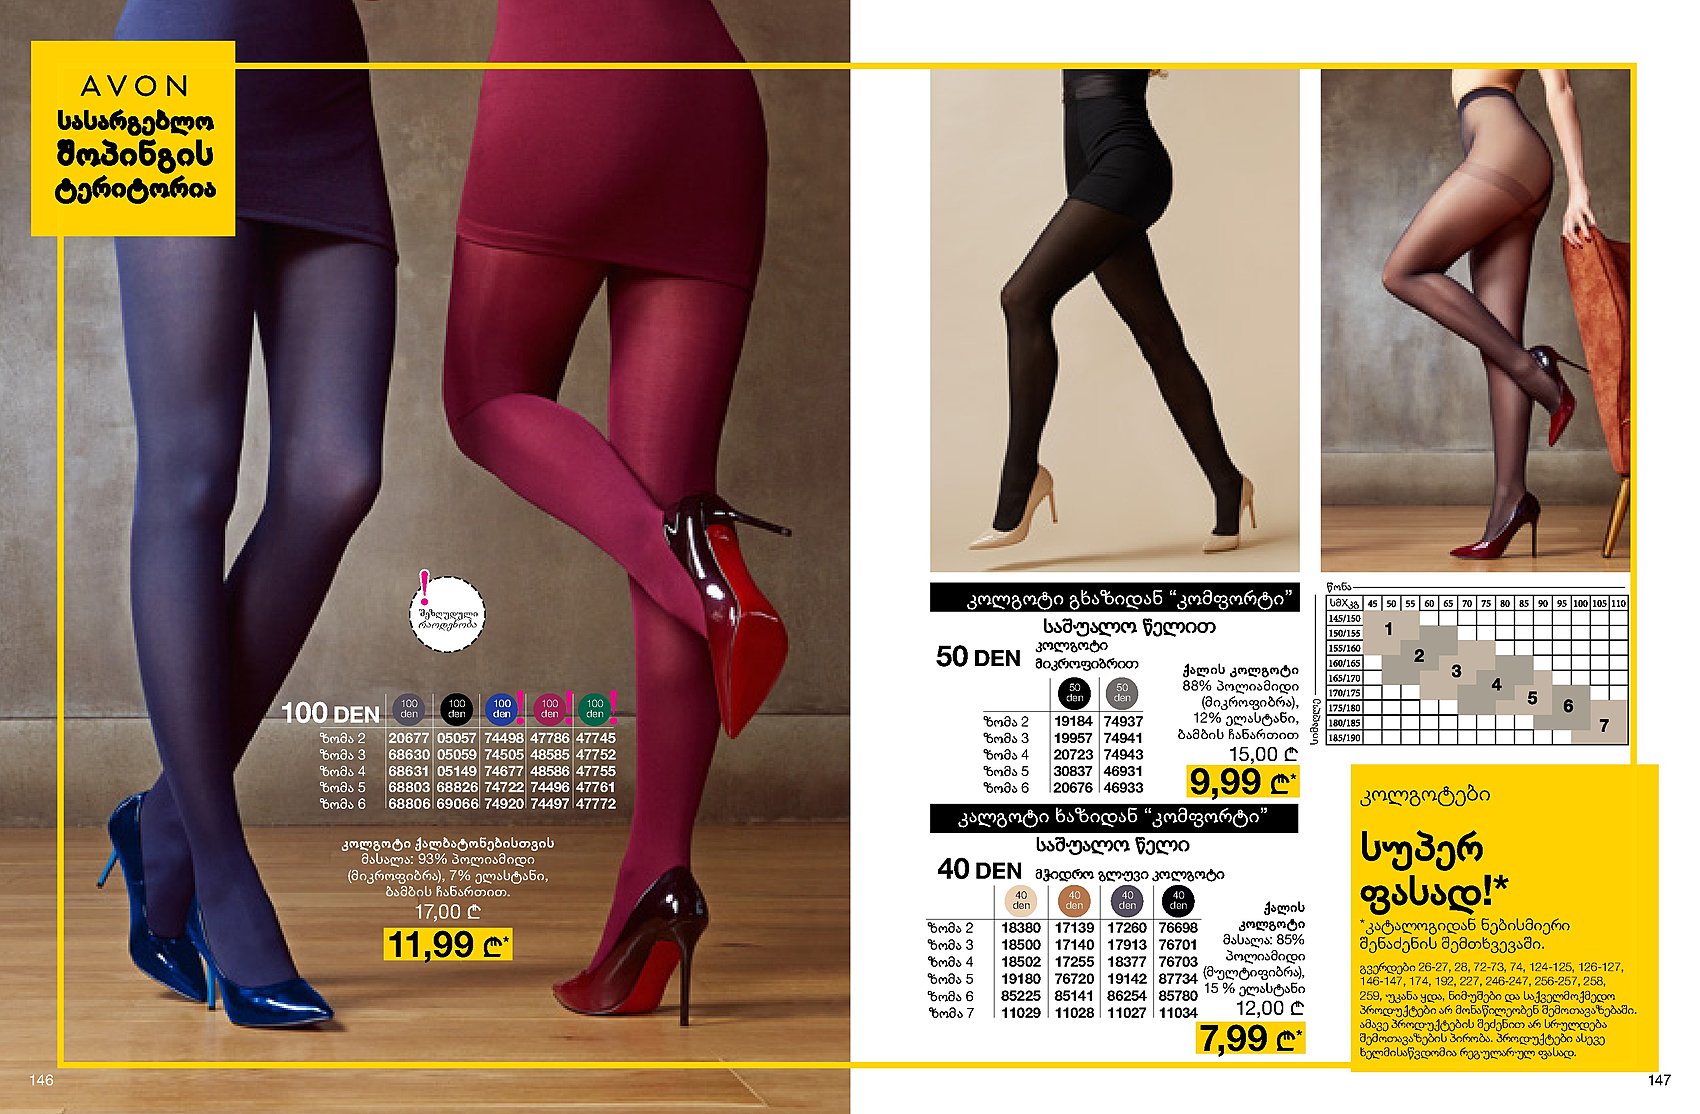 AVON
სასარგებლო
შოპინგის
ტერიტორია
!
შეზღუდული
რაოდენობა
100 DEN
100 den 100 den 100 den ! 100 den ! 100 den !
ზომა 2 20677 05057 74498 47786 47745
ზომა 3 68630 05059 74505 48585 47752
ზომა 4 68631 05149 74677 48586 47755
ზომა 5 68803 68826 74722 74496 47761
ზომა 6 68806 69066 74920 74497 47772
კოლგოტი ქალბატონებისთვის
მასალა: 93% პოლიამიდი
(მიკროფიბრა), 7% ელასტანი,
ბამბის ჩანართით.
17,00 ₾
11,99 ₾*
146
კოლგოტი გხაზიდან “კომფორტი”
საშუალო წელით
50 DEN
კოლგოტი
მიკროფიბრით
50 den 50 den
ზომა 2 19184 74937
ზომა 3 19957 74941
ზომა 4 20723 74943
ზომა 5 30837 46931
ზომა 6 20676 46933
ქალის კოლგოტი
88% პოლიამიდი
(მიკროფიბრა),
12% ელასტანი,
ბამბის ჩანართით
15,00 ₾
9,99 ₾*
კალგოტი ხაზიდან “კომფორტი”
საშუალო წელი
40 DEN მჭიდრო გლუვი კოლგოტი
40 den 40 den 40 den 40 den
ზომა 2 18380 17139 17260 76698
ზომა 3 18500 17140 17913 76701
ზომა 4 18502 17255 18377 76703
ზომა 5 19180 76720 19142 87734
ზომა 6 85225 85141 86254 85780
ზომა 7 11029 11028 11027 11034
ქალის
კოლგოტი
მასალა: 85%
პოლიამიდი
(მულტიფიბრა),
15 % ელასტანი
12,00 ₾
7,99 ₾*
წონა
სმXკგ 45 50 55 60 65 70 75 80 85 90 95 100 105 110
სიმაღლე
145/150
150/155 1
155/160 2
160/165 3
165/170 4
170/175 5
175/180 6
180/185 7
185/190
კოლგოტები
სუპერ
ფასად!*
*კატალოგიდან ნებისმიერი
შენაძენის შემთხვევაში.
გვერდები 26-27, 28, 72-73, 74, 124-125, 126-127,
146-147, 174, 192, 227, 246-247, 256-257, 258,
259, უკანა ყდა, ნიმუშები და საქველმოქმედო
პროდუქტები არ მონაწილეობენ შემოთავაზებაში.
ამავე პროდუქტების შეძენით არ სრულდება
შემოთავაზების პირობა. პროდუქტები ასევე
ხელმისაწვდომია რეგულარულ ფასად.
147